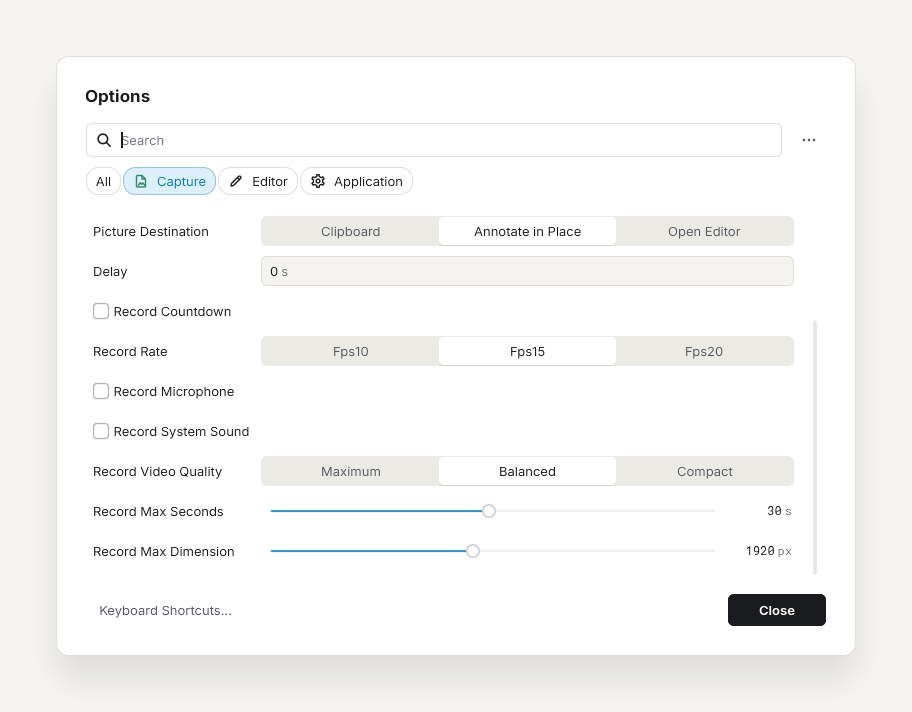 Options
Search
All Capture Editor Application
Picture Destination Clipboard Annotate in Place Open Editor
Delay 0 s
Record Countdown
Record Rate Fps10 Fps15 Fps20
Record Microphone
Record System Sound
Record Video Quality Maximum Balanced Compact
Record Max Seconds 30 s
Record Max Dimension 1920 px
Keyboard Shortcuts... Close